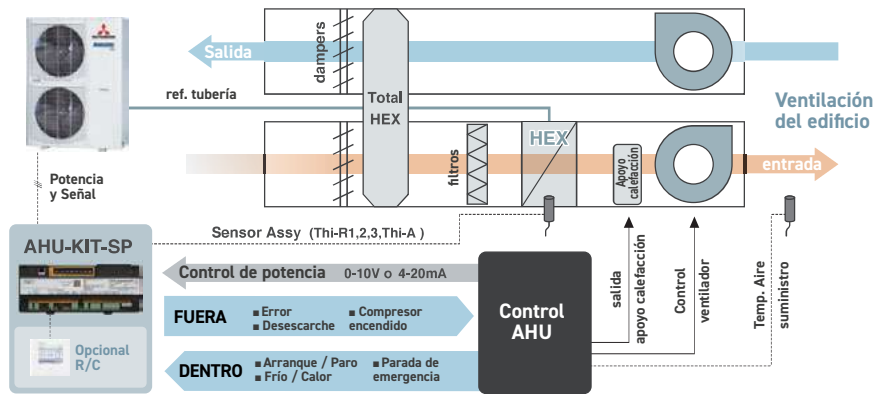 Salida
dampers
ref. tubería
Total
HEX
Ventilación
del edificio
HEX
filtros
Apoyo
calefacción
entrada
Potencia
y Señal
Sensor Assy (Thi-R1,2,3,Thi-A )
AHU-KIT-SP
Control de potencia 0-10V o 4-20mA
FUERA
■ Error
■ Desescarche
■ Compresor
encendido
Control
AHU
salida
apoyo calefacción
Control
ventilador
Temp. Aire
suministro
Opcional
R/C
DENTRO
■ Arranque / Paro
■ Frío / Calor
■ Parada de
emergencia